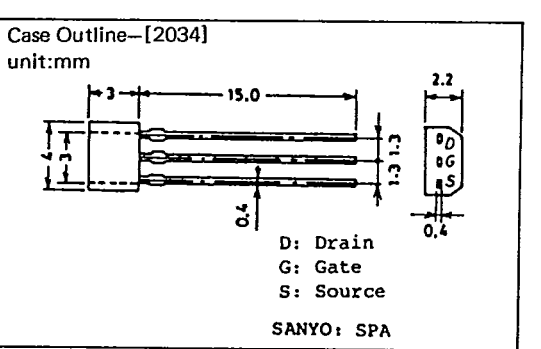 Case Outline—[2034]
unit:mm
3
15.0
2.2
4
3
1.3
1.3
0.4
D
G
S
0.4
D: Drain
G: Gate
S: Source
SANYO: SPA